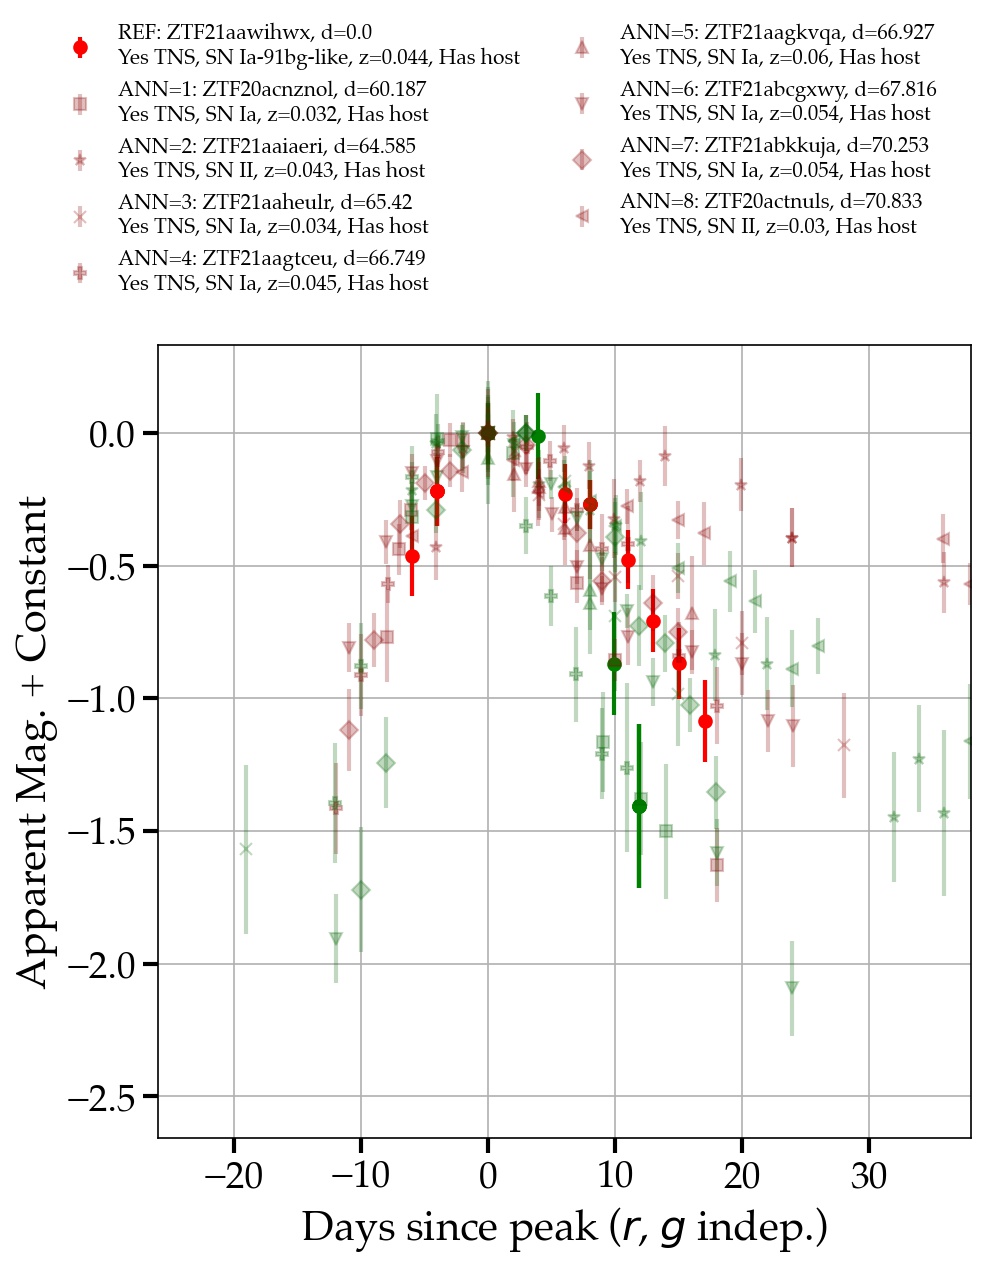 REF: ZTF21aawihwx, d=0.0
Yes TNS, SN Ia-91bg-like, z=0.044, Has host
ANN=1: ZTF20acnznol, d=60.187
Yes TNS, SN Ia, z=0.032, Has host
ANN=2: ZTF21aaiaeri, d=64.585
Yes TNS, SN II, z=0.043, Has host
ANN=3: ZTF21aaheulr, d=65.42
Yes TNS, SN Ia, z=0.034, Has host
ANN=4: ZTF21aagtceu, d=66.749
Yes TNS, SN Ia, z=0.045, Has host
ANN=5: ZTF21aagkvqa, d=66.927
Yes TNS, SN Ia, z=0.06, Has host
ANN=6: ZTF21abcgxwy, d=67.816
Yes TNS, SN Ia, z=0.054, Has host
ANN=7: ZTF21abkkuja, d=70.253
Yes TNS, SN Ia, z=0.054, Has host
ANN=8: ZTF20actnuls, d=70.833
Yes TNS, SN II, z=0.03, Has host
Apparent Mag. + Constant
0.0
−0.5
−1.0
−1.5
−2.0
−2.5
−20 −10 0 10 20 30
Days since peak (r, g indep.)